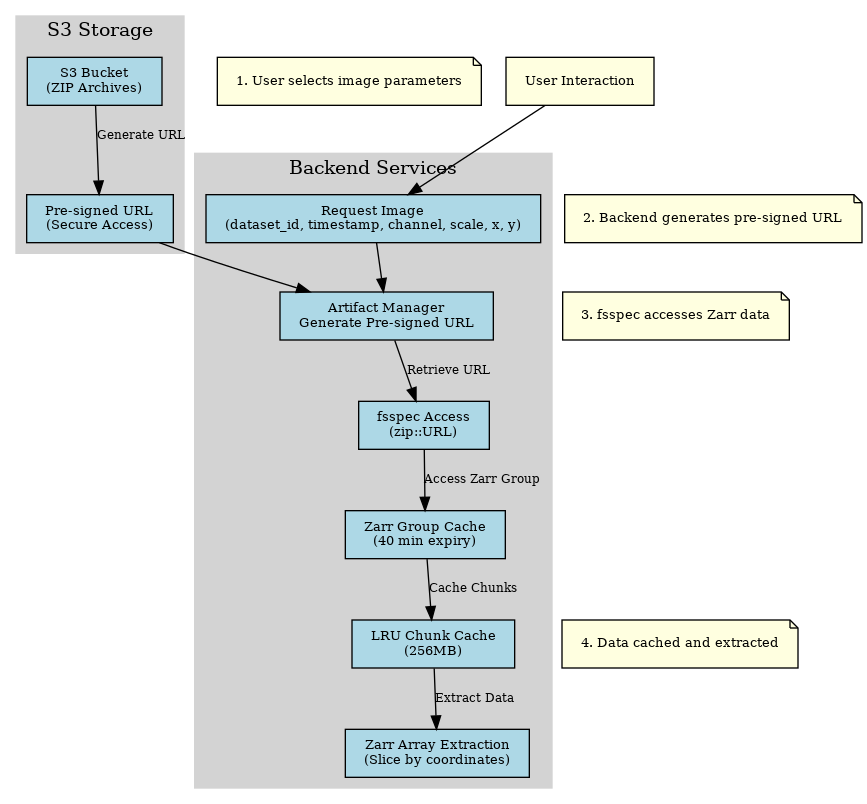 S3 Storage
S3 Bucket
(ZIP Archives)
1. User selects image parameters
User Interaction
Generate URL
Backend Services
Pre-signed URL
(Secure Access)
Request Image
(dataset_id, timestamp, channel, scale, x, y)
2. Backend generates pre-signed URL
Artifact Manager
Generate Pre-signed URL
3. fsspec accesses Zarr data
Retrieve URL
fsspec Access
(zip::URL)
Access Zarr Group
Zarr Group Cache
(40 min expiry)
Cache Chunks
LRU Chunk Cache
(256MB)
4. Data cached and extracted
Extract Data
Zarr Array Extraction
(Slice by coordinates)